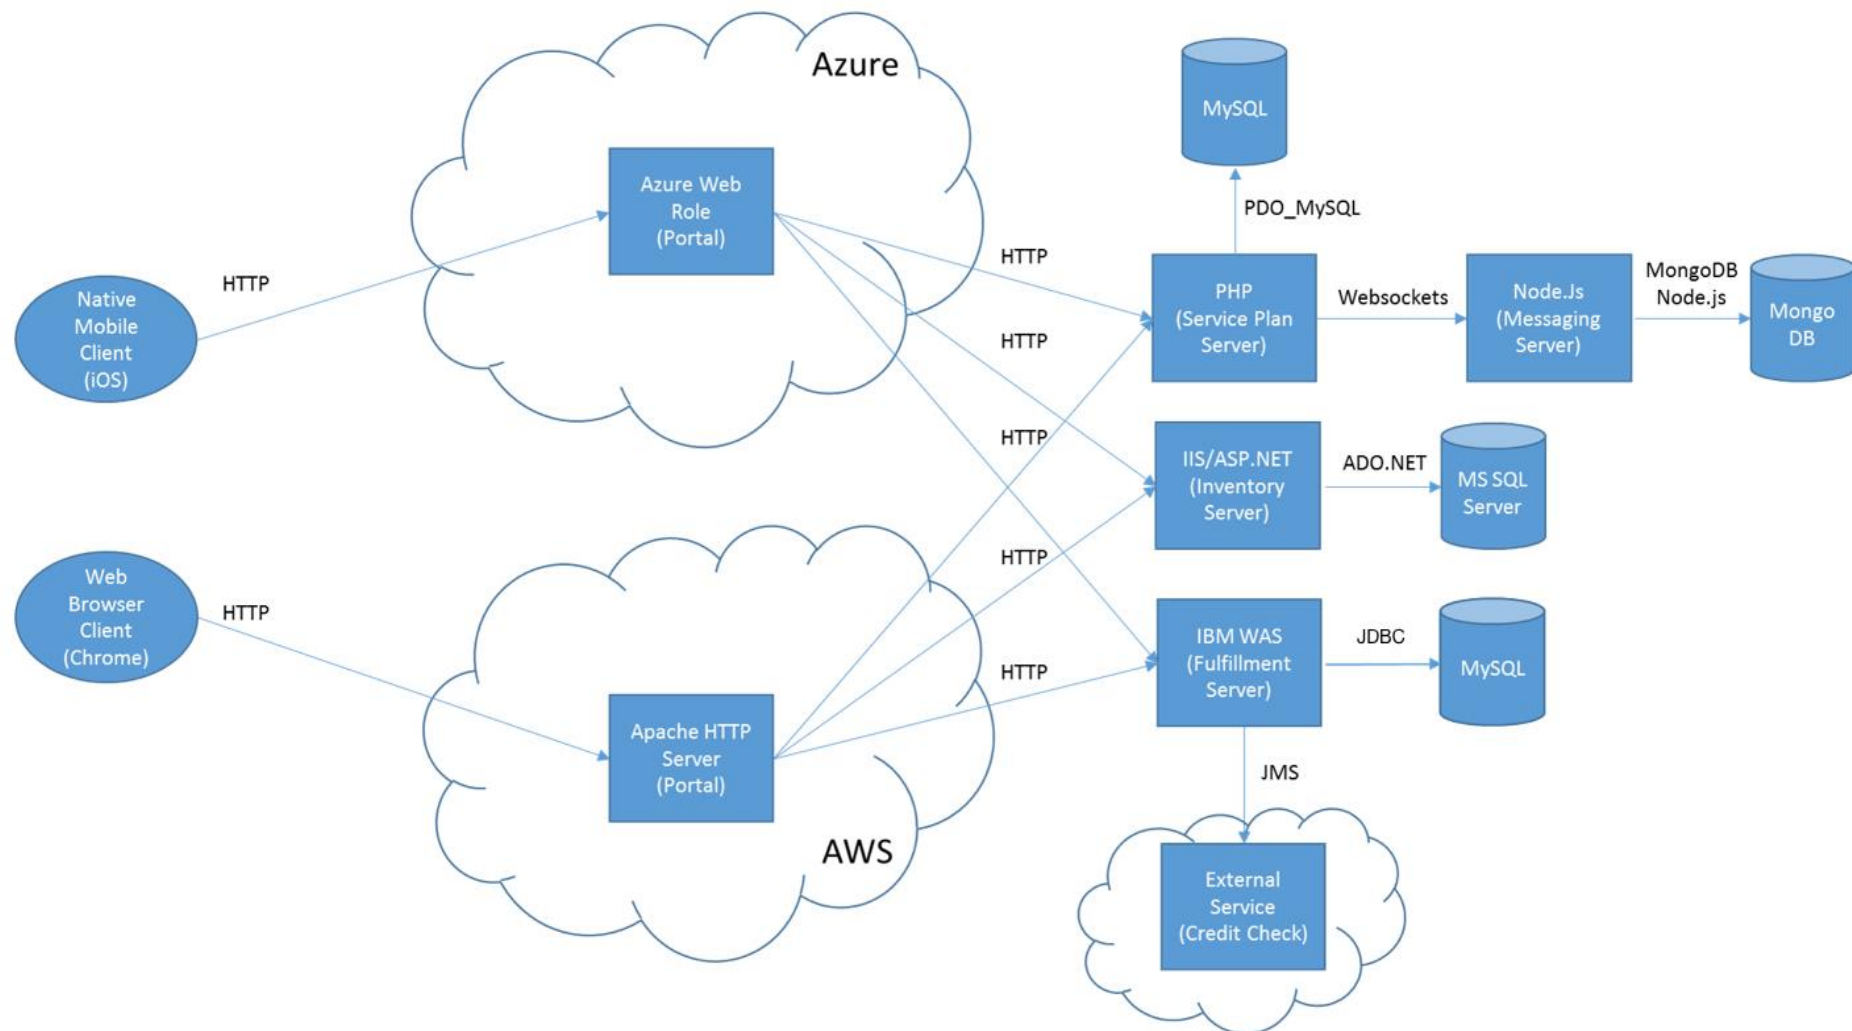 Azure
MySQL
Azure Web
Role
(Portal)
PDO_MySQL
HTTP
HTTP
Native
Mobile
Client
(iOS)
PHP
(Service Plan
Server)
Websockets
Node.Js
(Messaging
Server)
MongoDB
Node.js
Mongo
DB
HTTP
HTTP
IIS/ASP.NET
(Inventory
Server)
ADO.NET
MS SQL
Server
HTTP
Web
Browser
Client
(Chrome)
HTTP
IBM WAS
(Fulfillment
Server)
JDBC
MySQL
HTTP
Apache HTTP
Server
(Portal)
JMS
AWS
External
Service
(Credit Check)